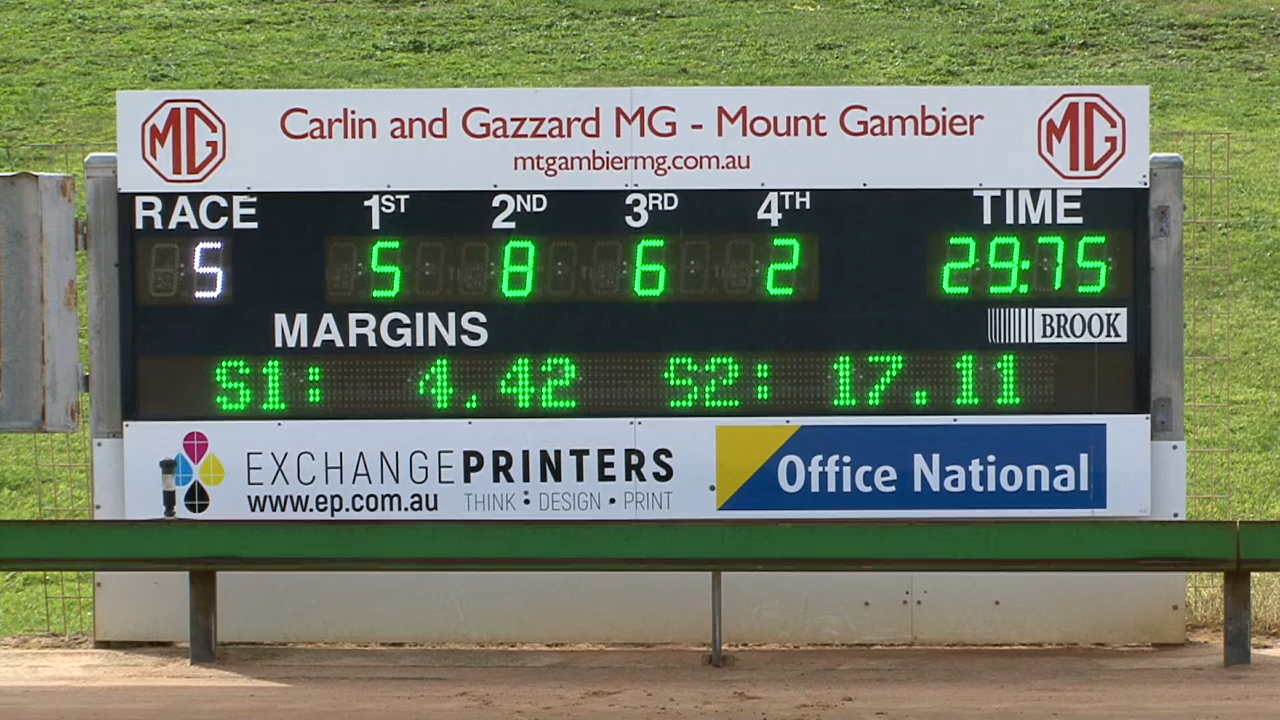 MG Carlin and Gazzard MG - Mount Gambier MG
mtgambiermg.com.au
RACE 1ST 2ND 3RD 4TH TIME
5 5 8 6 2 29:75
MARGINS BROOK
S1: 4.42 S2: 17.11
EXCHANGEPRINTERS Office National
www.ep.com.au THINK • DESIGN • PRINT